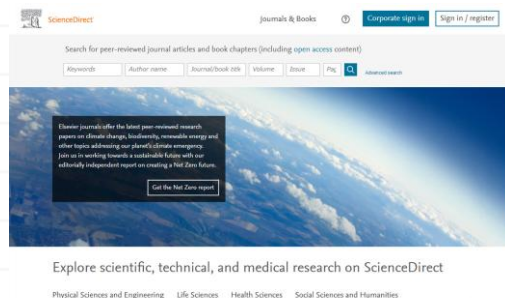 ScienceDirect
Journals & Books
Corporate sign in
Sign in / register
Search for peer-reviewed journal articles and book chapters (including open access content)
Keywords
Author name
Journal/book title
Volume
Issue
Pag
Advanced search
Elsevier journals offer the latest peer-reviewed research
papers on climate change, biodiversity, renewable energy and
other topics addressing our planet's climate emergency.
Join us in working towards a sustainable future with our
editorially independent report on creating a Net Zero future.
Get the Net Zero report
Explore scientific, technical, and medical research on ScienceDirect
Physical Sciences and Engineering
Life Sciences
Health Sciences
Social Sciences and Humanities